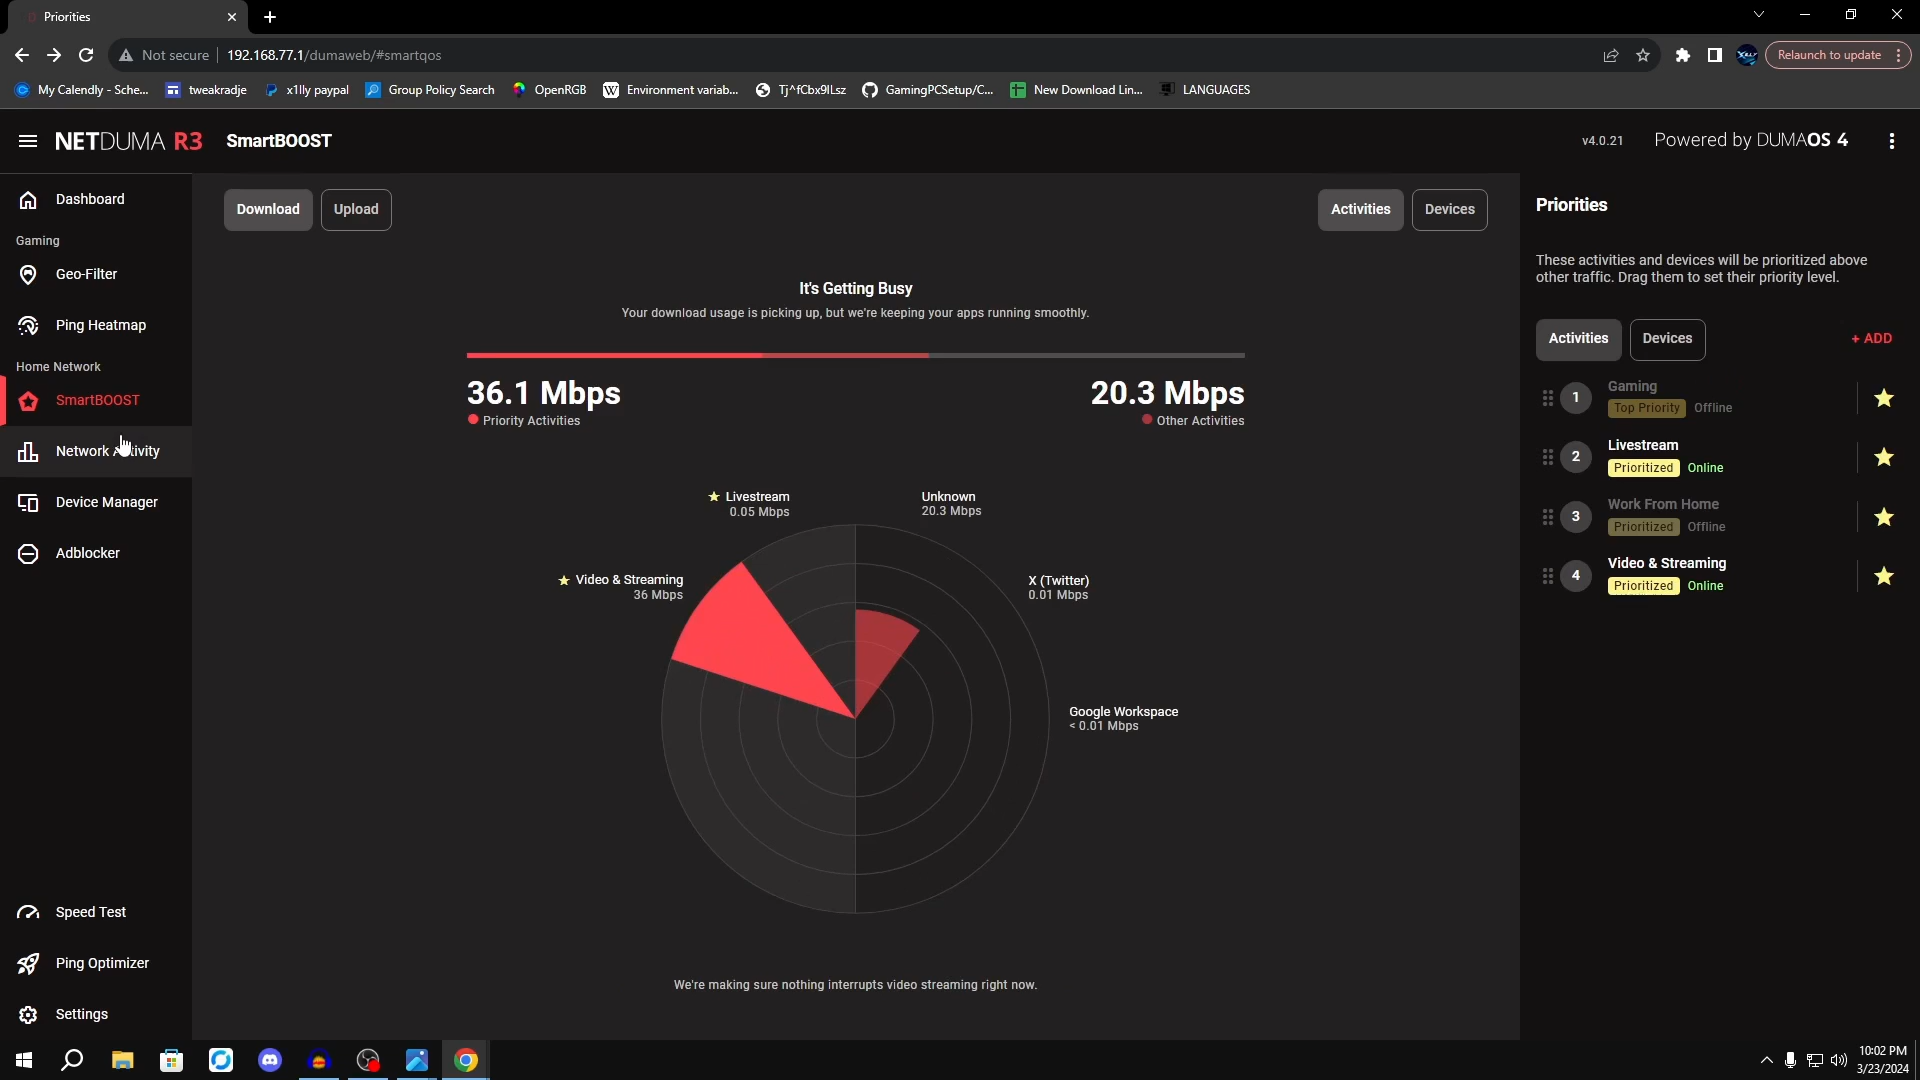 Priorities
Not secure
192.168.77.1/dumaweb/#smartqos
Relaunch to update
My Calendly - Sche...
tweakradje
x1lly paypal
Group Policy Search
OpenRGB
Environment variab...
Tj^fCbx9ILsz
GamingPCSetup/C...
New Download Lin...
LANGUAGES
NETDUMA R3
SmartBOOST
v4.0.21
Powered by DUMAOS 4
Dashboard
Gaming
Geo-Filter
Ping Heatmap
Home Network
SmartBOOST
Network
Device Manager
Adblocker
Speed Test
Ping Optimizer
Settings
Download
Upload
Activities
Devices
It's Getting Busy
Your download usage is picking up, but we're keeping your apps running smoothly.
36.1 Mbps
Priority Activities
20.3 Mbps
Other Activities
Livestream
0.05 Mbps
Unknown
20.3 Mbps
Video & Streaming
36 Mbps
X (Twitter)
0.01 Mbps
Google Workspace
< 0.01 Mbps
We're making sure nothing interrupts video streaming right now.
Priorities
These activities and devices will be prioritized above
other traffic. Drag them to set their priority level.
Activities
Devices
+ ADD
1
Gaming
Top Priority
Offline
2
Livestream
Prioritized
Online
3
Work From Home
Prioritized
Offline
4
Video & Streaming
Prioritized
Online
10:02 PM
3/23/2024